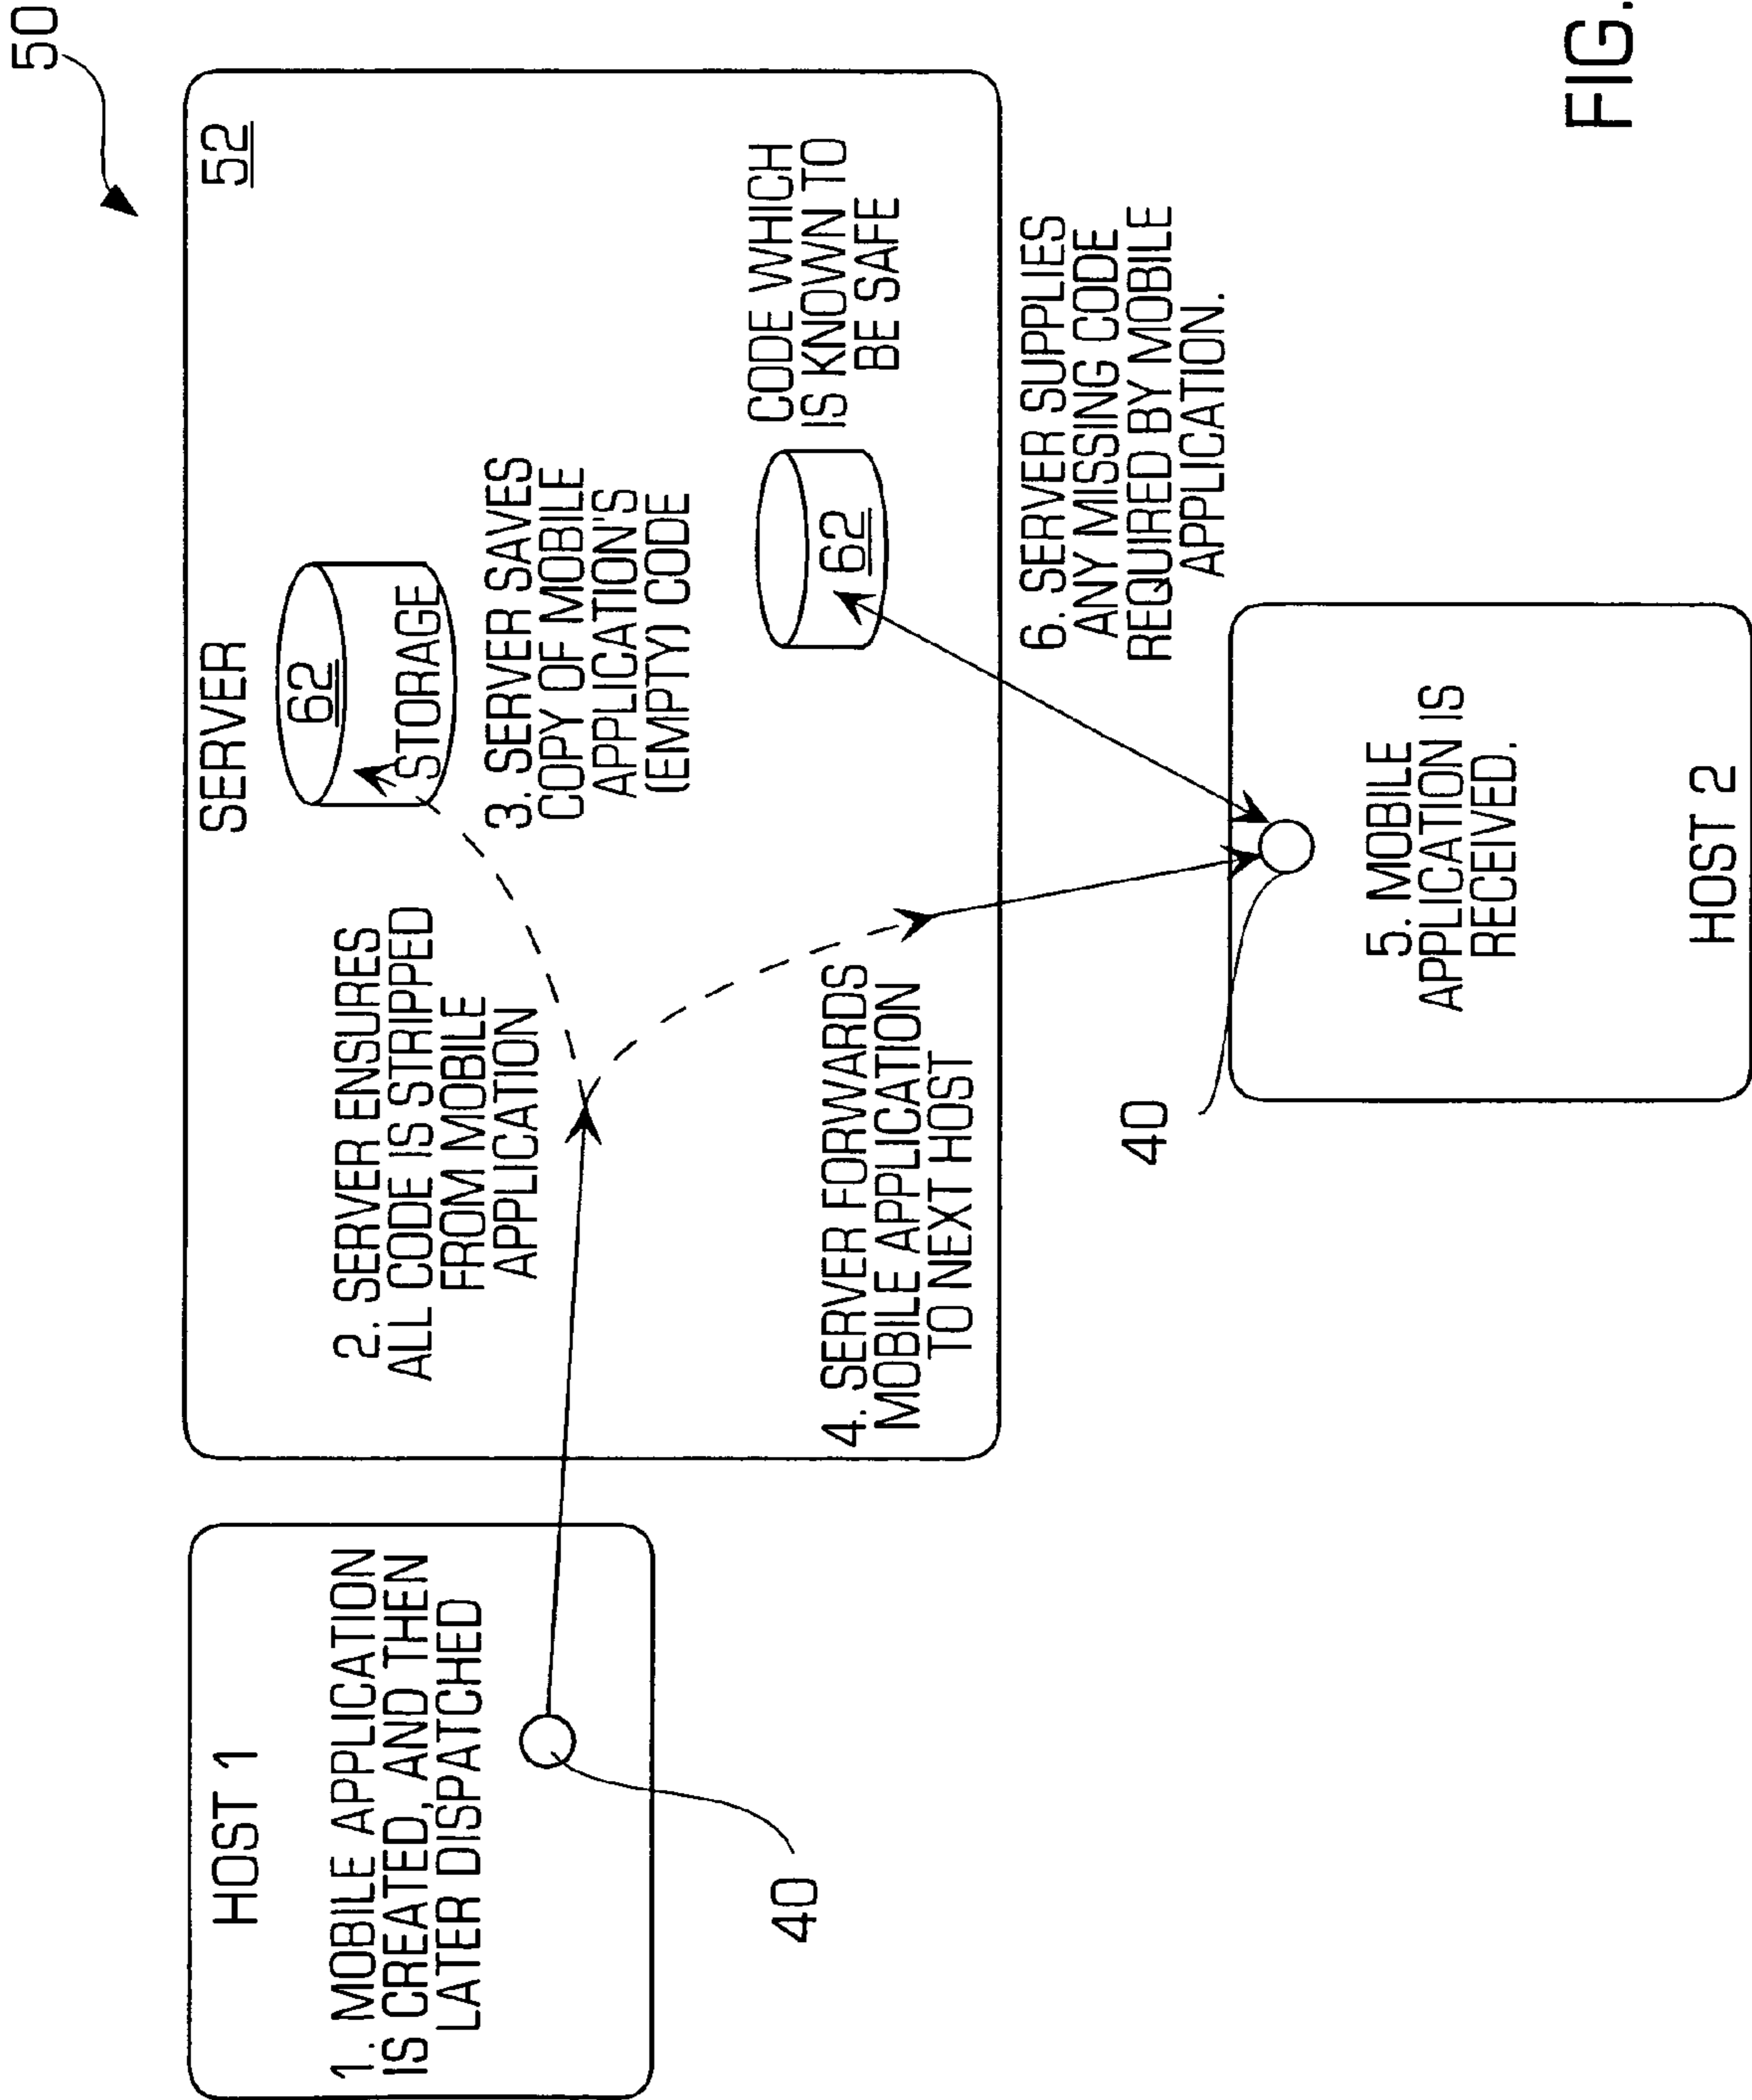 50
HOST 1
1. MOBILE APPLICATION
IS CREATED, AND THEN
LATER DISPATCHED
40
SERVER
52
2. SERVER ENSURES
ALL CODE IS STRIPPED
FROM MOBILE
APPLICATION
62
STORAGE
3. SERVER SAVES
COPY OF MOBILE
APPLICATION'S
(EMPTY) CODE
4. SERVER FORWARDS
MOBILE APPLICATION
TO NEXT HOST
62
CODE WHICH
IS KNOWN TO
BE SAFE
40
6. SERVER SUPPLIES
ANY MISSING CODE
REQUIRED BY MOBILE
APPLICATION.
5. MOBILE
APPLICATION IS
RECEIVED.
HOST 2
FIG.